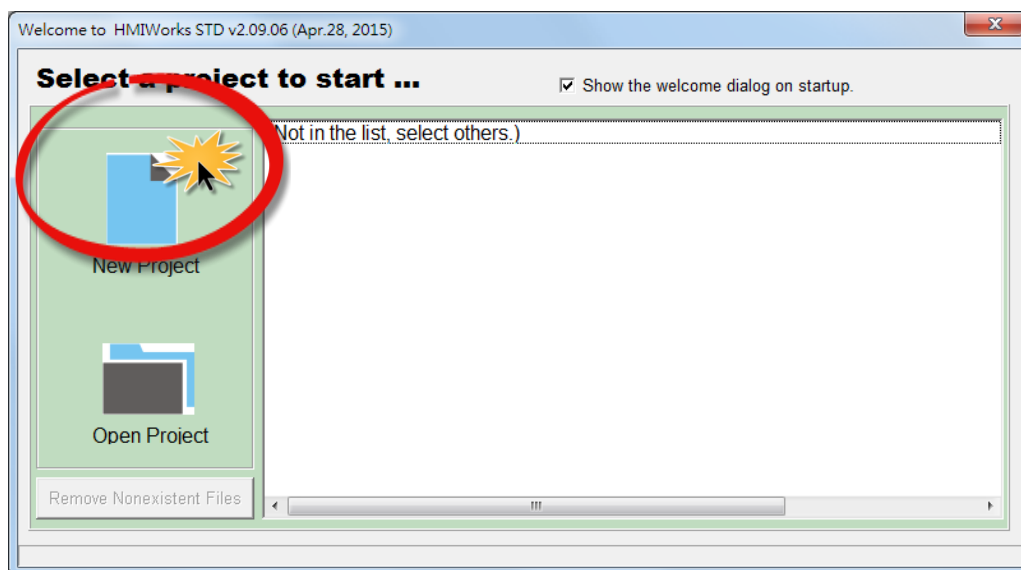 Welcome to HMIWorks STD v2.09.06 (Apr.28, 2015)
Select a project to start ...
Show the welcome dialog on startup.
(Not in the list, select others.)
New Project
Open Project
Remove Nonexistent Files